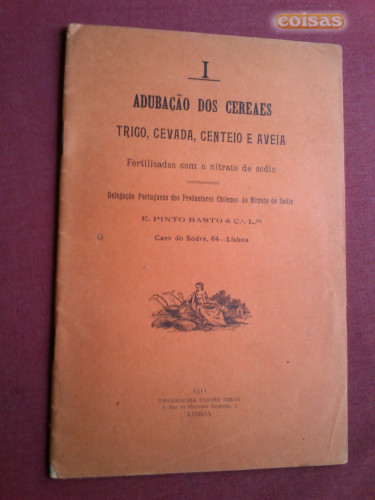 coisas
I
ADUBAÇÃO DOS CEREAES
TRIGO, CEVADA, CENTEIO E AVEIA
Fertilisados com o nitrato de sodio
Delegação Portugueza dos Productores Chilenos de Nitrato de Sodio
E. PINTO BASTO & Cª. L.da
Caes do Sodré, 64—Lisboa
1911
LISBOA